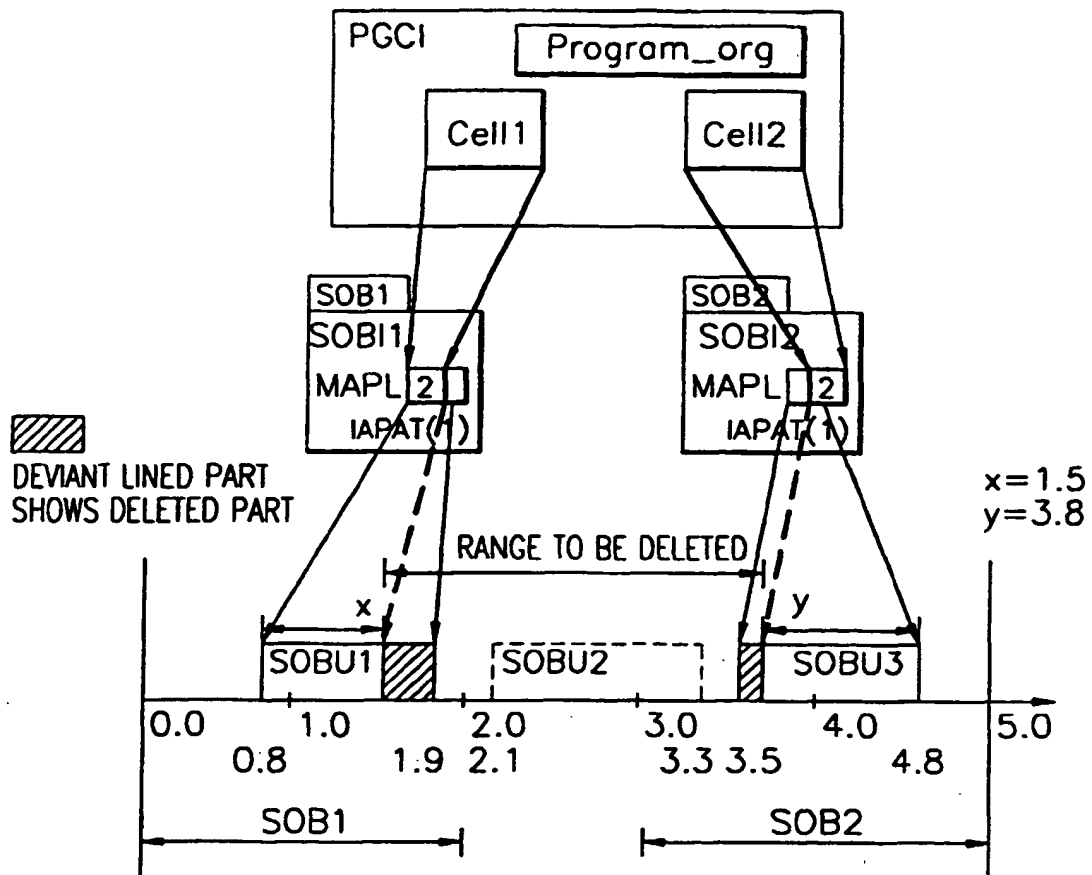 PGCI
Program_org
Cell1
Cell2
SOB1
SOBI1
MAPL 2
IAPAT(1)
SOB2
SOBI2
MAPL 2
IAPAT(1)
DEVIANT LINED PART
SHOWS DELETED PART
x=1.5
y=3.8
RANGE TO BE DELETED
x
y
SOBU1
SOBU2
SOBU3
0.0 1.0 2.0 3.0 4.0 5.0
0.8 1.9 2.1 3.3 3.5 4.8
SOB1
SOB2